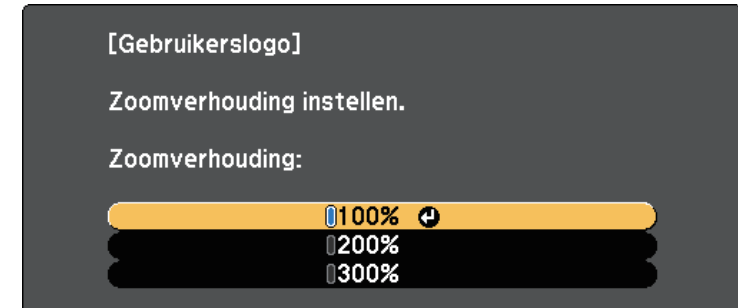 [Gebruikerslogo]
Zoomverhouding instellen.
Zoomverhouding:
100%
200%
300%